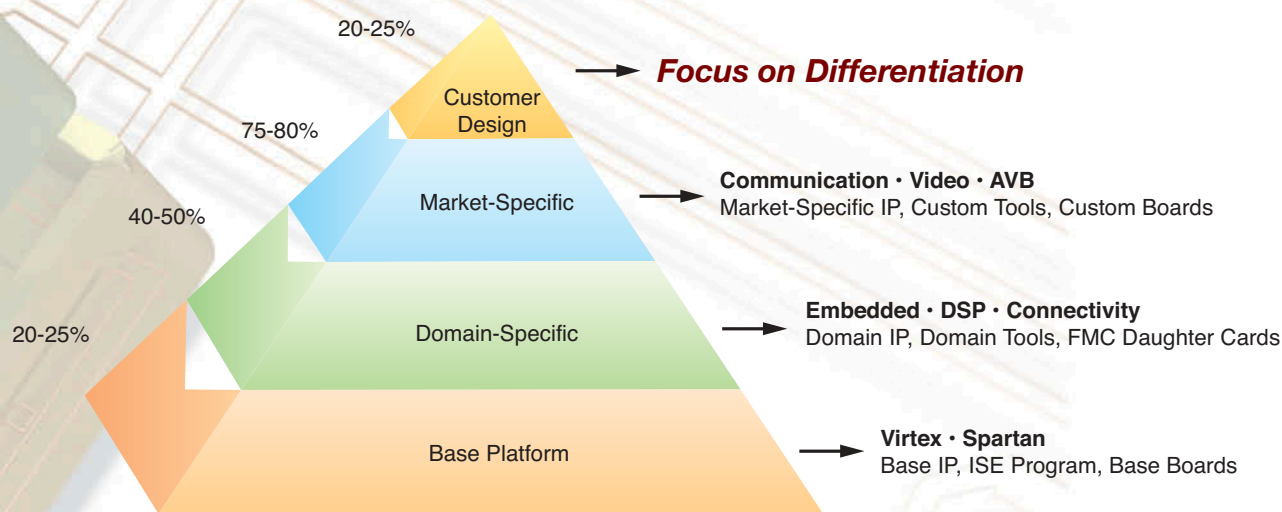 20-25%
Focus on Differentiation
Customer
Design
75-80%
Communication • Video • AVB
Market-Specific
Market-Specific IP, Custom Tools, Custom Boards
40-50%
Embedded • DSP • Connectivity
20-25%
Domain-Specific
Domain IP, Domain Tools, FMC Daughter Cards
Virtex • Spartan
Base Platform
Base IP, ISE Program, Base Boards